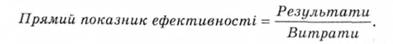 Прямий показник ефективності = Результати / Витрати.